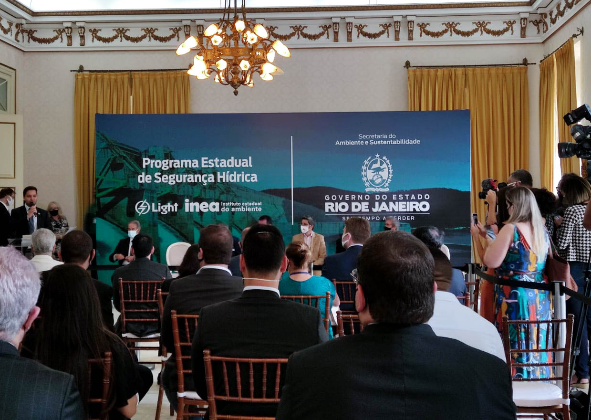 Programa Estadual
de Segurança Hídrica
Light
inea instituto estadual
do ambiente
Secretaria do
Ambiente e Sustentabilidade
GOVERNO DO ESTADO
RIO DE JANEIRO